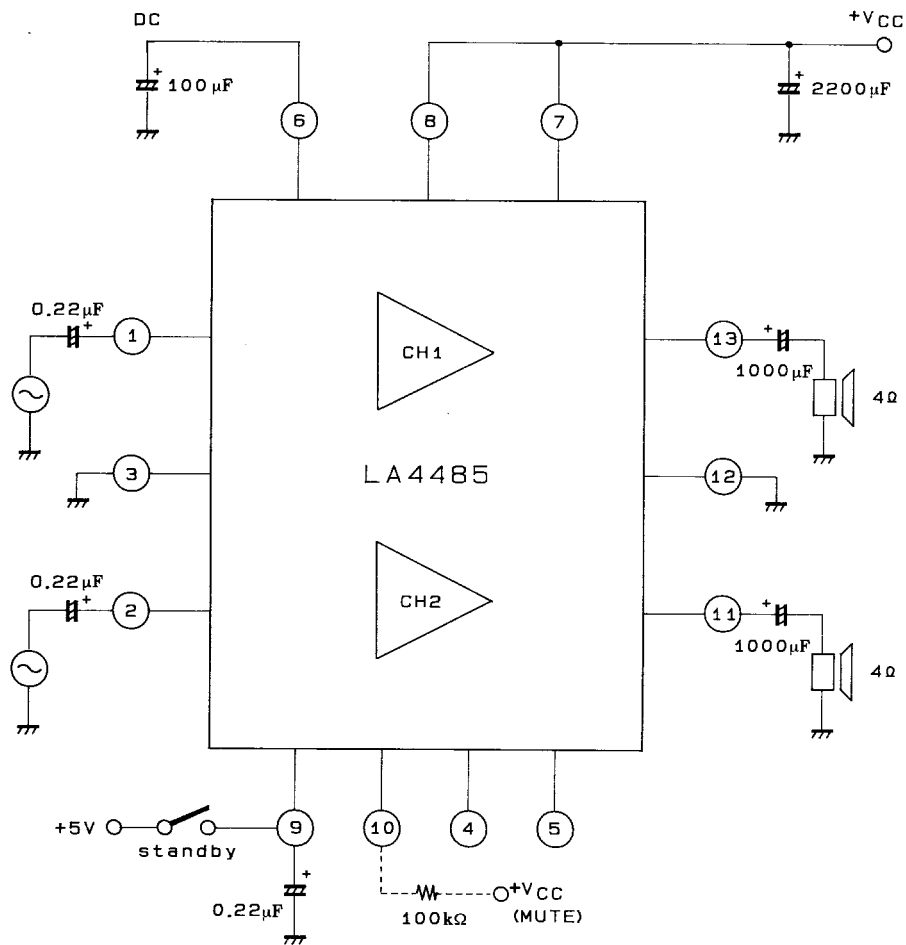 DC
+VCC
+
100μF
+
2200μF
6
8
7
0.22μF
+
1
CH1
13
+
1000μF
4Ω
3
LA4485
12
0.22μF
+
2
CH2
11
+
1000μF
4Ω
+5V
standby
9
10
4
5
+
0.22μF
100kΩ
+VCC
(MUTE)